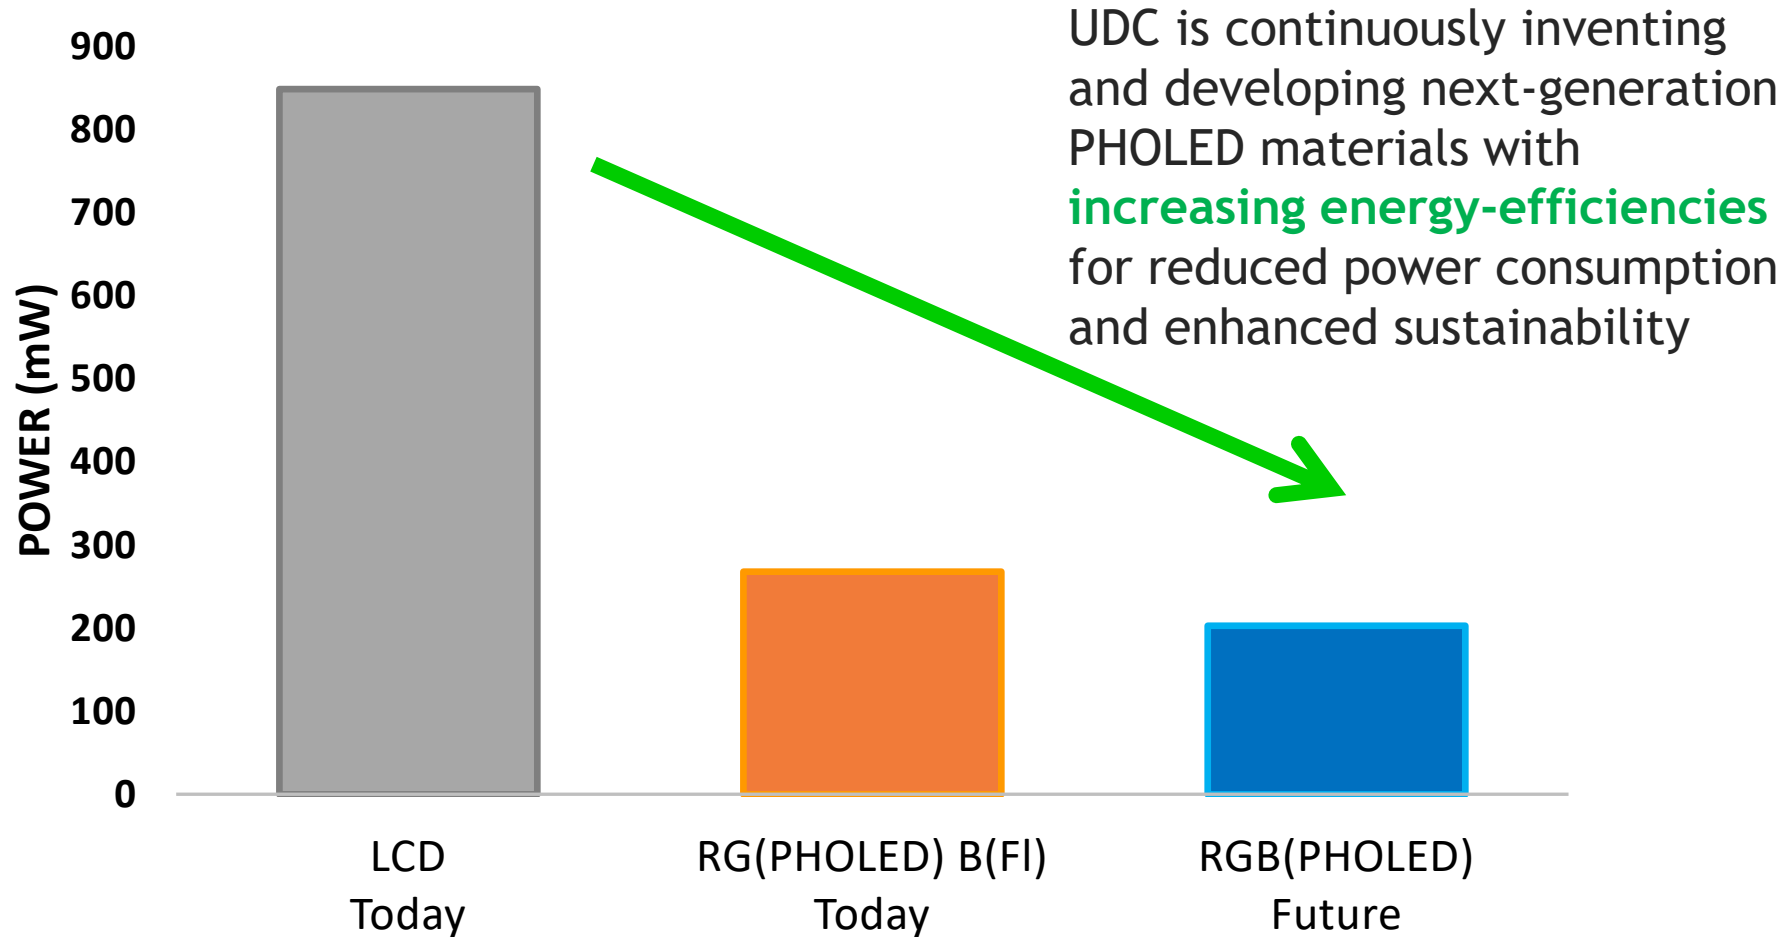 UDC is continuously inventing
and developing next-generation
PHOLED materials with
increasing energy-efficiencies
for reduced power consumption
and enhanced sustainability
POWER (mW)
900
800
700
600
500
400
300
200
100
0
LCD
Today
RG(PHOLED) B(Fl)
Today
RGB(PHOLED)
Future